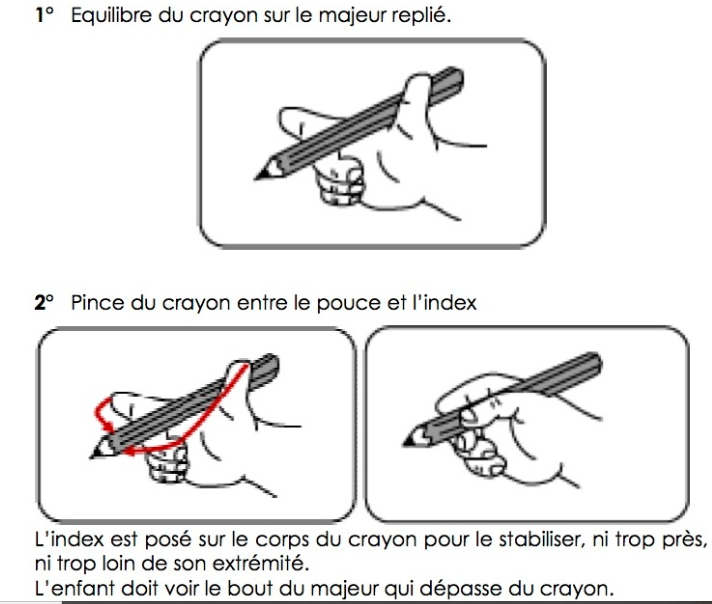 1° Equilibre du crayon sur le majeur replié.
2° Pince du crayon entre le pouce et l'index
L'index est posé sur le corps du crayon pour le stabiliser, ni trop près,
ni trop loin de son extrémité.
L'enfant doit voir le bout du majeur qui dépasse du crayon.